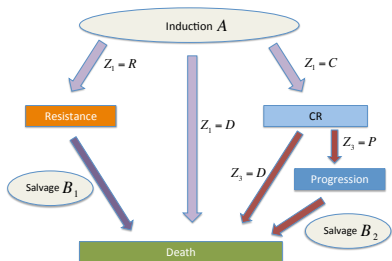 Induction A
Z₁ = R
Z₁ = C
Z₁ = D
Resistance
CR
Z₃ = P
Z₃ = D
Progression
Salvage B₁
Salvage B₂
Death